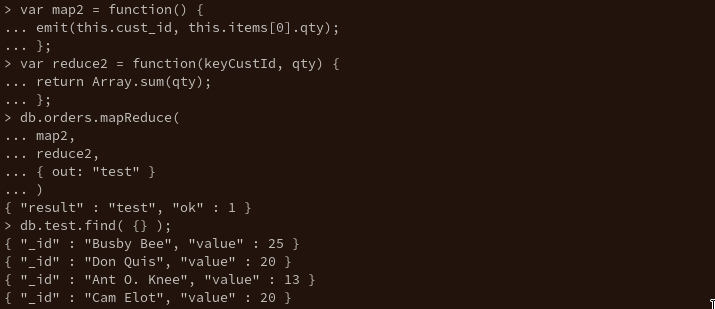 > var map2 = function() {
... emit(this.cust_id, this.items[0].qty);
... };
> var reduce2 = function(keyCustId, qty) {
... return Array.sum(qty);
... };
> db.orders.mapReduce(
... map2,
... reduce2,
... { out: "test" }
... )
{ "result" : "test", "ok" : 1 }
> db.test.find( {} );
{ "_id" : "Busby Bee", "value" : 25 }
{ "_id" : "Don Quis", "value" : 20 }
{ "_id" : "Ant O. Knee", "value" : 13 }
{ "_id" : "Cam Elot", "value" : 20 }